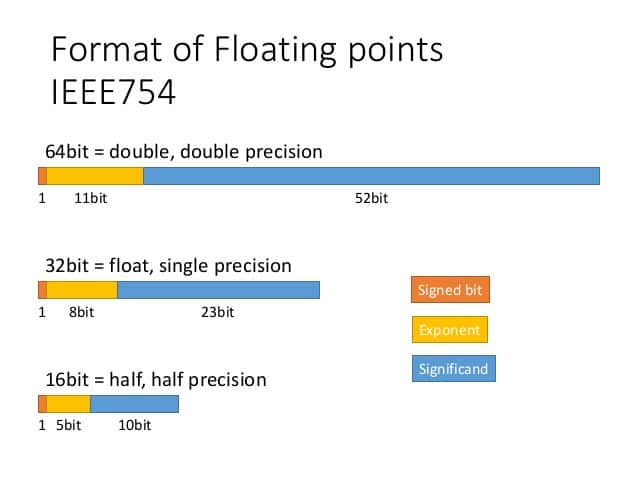 Format of Floating points
IEEE754
64bit = double, double precision
1 11bit 52bit
32bit = float, single precision
1 8bit 23bit
Signed bit
Exponent
Significand
16bit = half, half precision
1 5bit 10bit